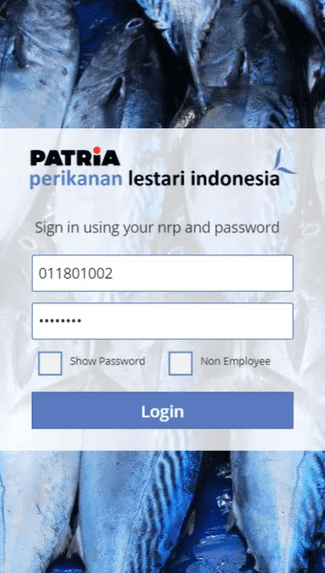 PATRiA
perikanan lestari indonesia
Sign in using your nrp and password
011801002
••••••••
Show Password
Non Employee
Login